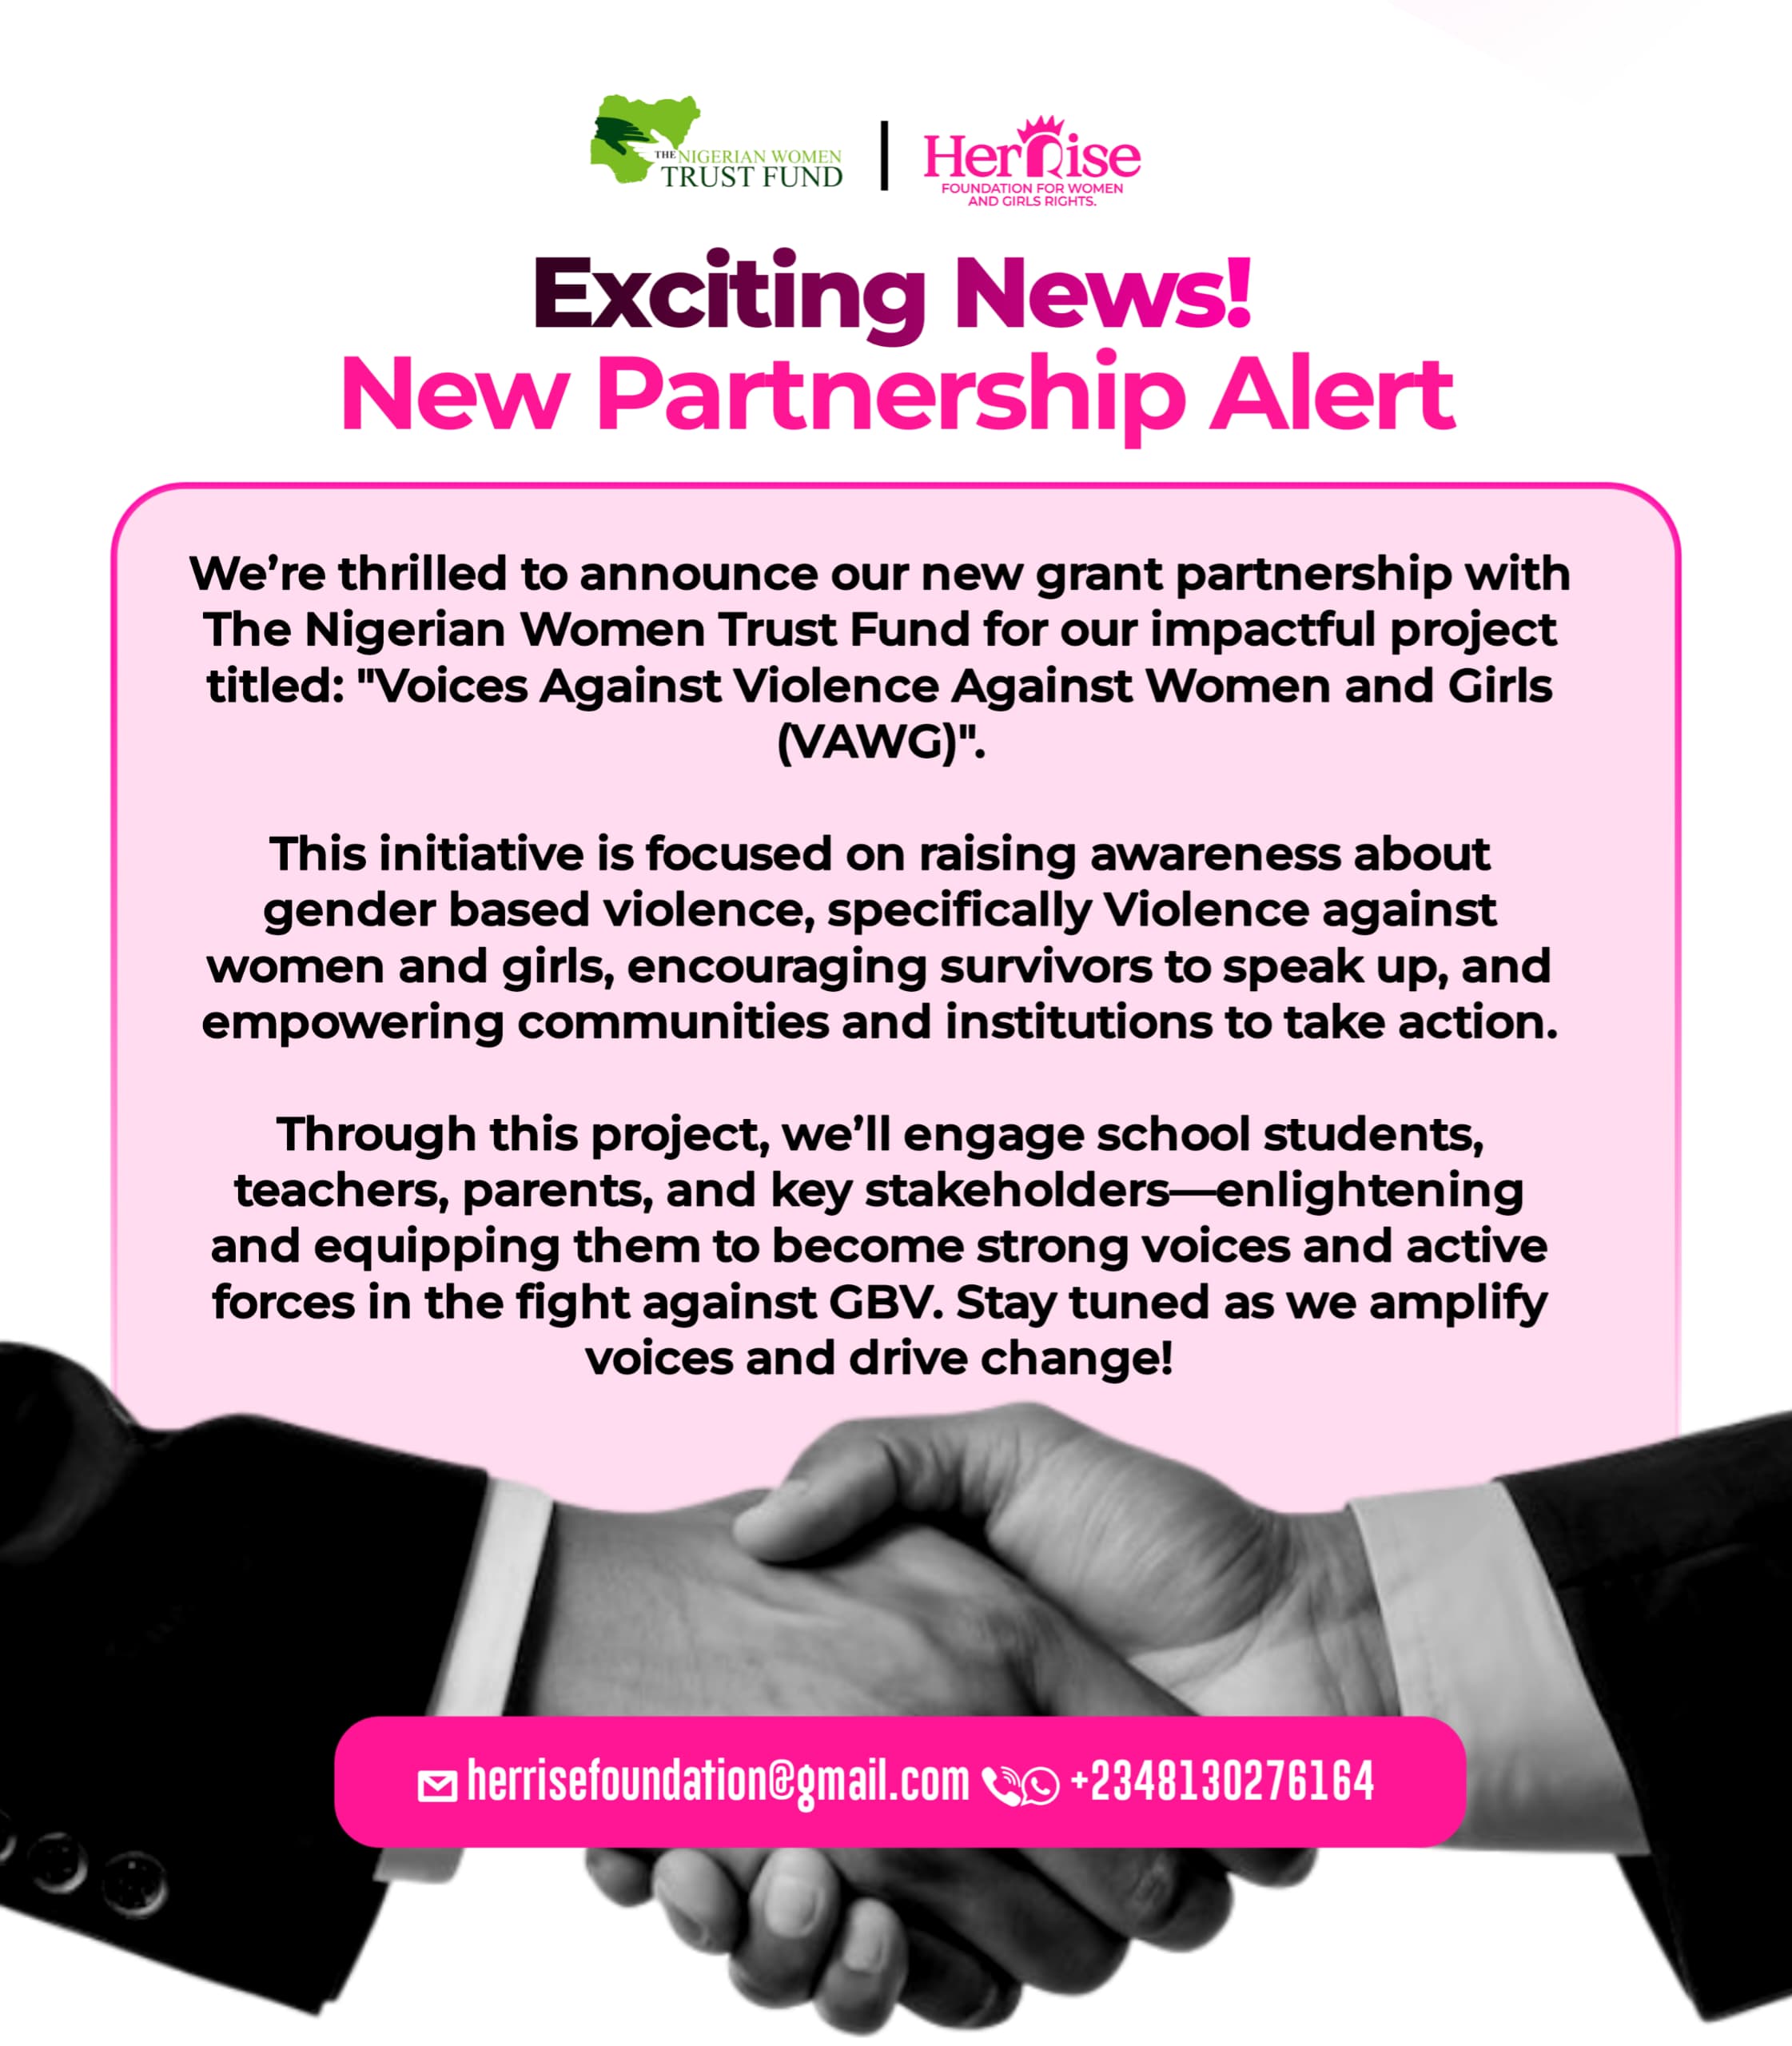 THE NIGERIAN WOMEN
TRUST FUND
HerRise
FOUNDATION FOR WOMEN
AND GIRLS RIGHTS.
Exciting News!
New Partnership Alert
We’re thrilled to announce our new grant partnership with
The Nigerian Women Trust Fund for our impactful project
titled: "Voices Against Violence Against Women and Girls
(VAWG)".
This initiative is focused on raising awareness about
gender based violence, specifically Violence against
women and girls, encouraging survivors to speak up, and
empowering communities and institutions to take action.
Through this project, we’ll engage school students,
teachers, parents, and key stakeholders—enlightening
and equipping them to become strong voices and active
forces in the fight against GBV. Stay tuned as we amplify
voices and drive change!
herrisefoundation@gmail.com +2348130276164